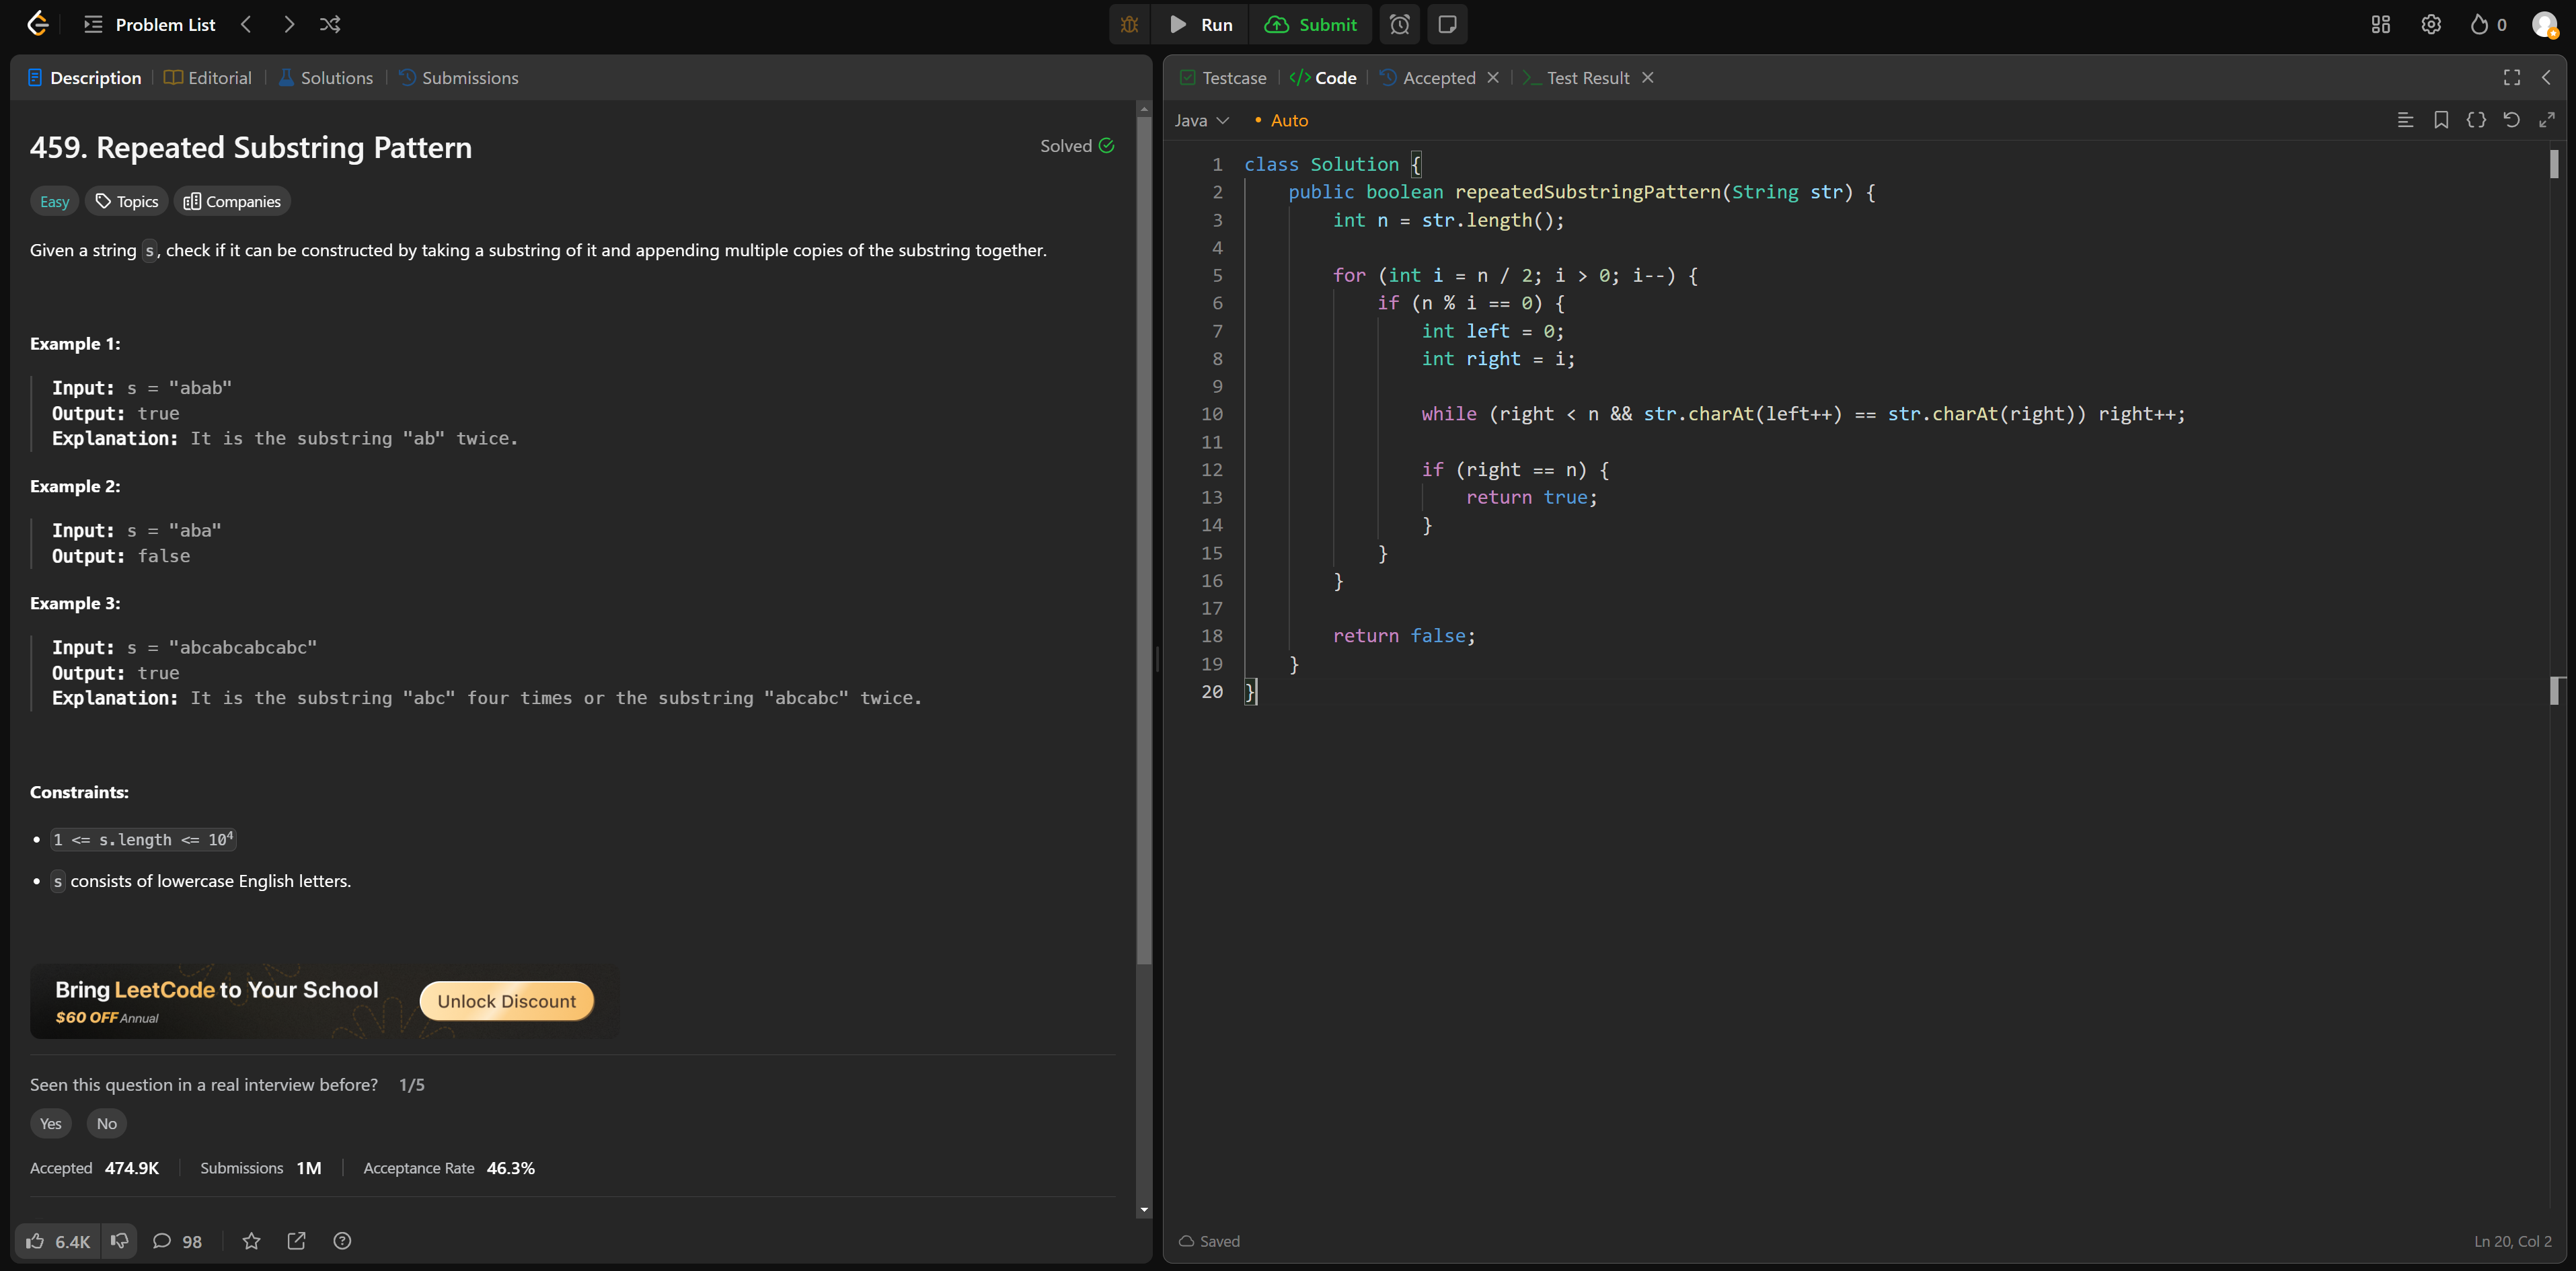 Problem List
Run
Submit
0
Description
Editorial
Solutions
Submissions
459. Repeated Substring Pattern
Solved
Easy
Topics
Companies
Given a string s, check if it can be constructed by taking a substring of it and appending multiple copies of the substring together.
Example 1:
Input: s = "abab"
Output: true
Explanation: It is the substring "ab" twice.
Example 2:
Input: s = "aba"
Output: false
Example 3:
Input: s = "abcabcabcabc"
Output: true
Explanation: It is the substring "abc" four times or the substring "abcabc" twice.
Constraints:
• 1 <= s.length <= 10⁴
• s consists of lowercase English letters.
Bring LeetCode to Your School
$60 OFF Annual
Unlock Discount
Seen this question in a real interview before? 1/5
Yes No
Accepted 474.9K Submissions 1M Acceptance Rate 46.3%
6.4K 98
Testcase
</> Code
Accepted
Test Result
Java
• Auto
1 class Solution {
2     public boolean repeatedSubstringPattern(String str) {
3         int n = str.length();
4
5         for (int i = n / 2; i > 0; i--) {
6             if (n % i == 0) {
7                 int left = 0;
8                 int right = i;
9
10                 while (right < n && str.charAt(left++) == str.charAt(right)) right++;
11
12                 if (right == n) {
13                     return true;
14                 }
15             }
16         }
17
18         return false;
19     }
20 }
Saved
Ln 20, Col 2